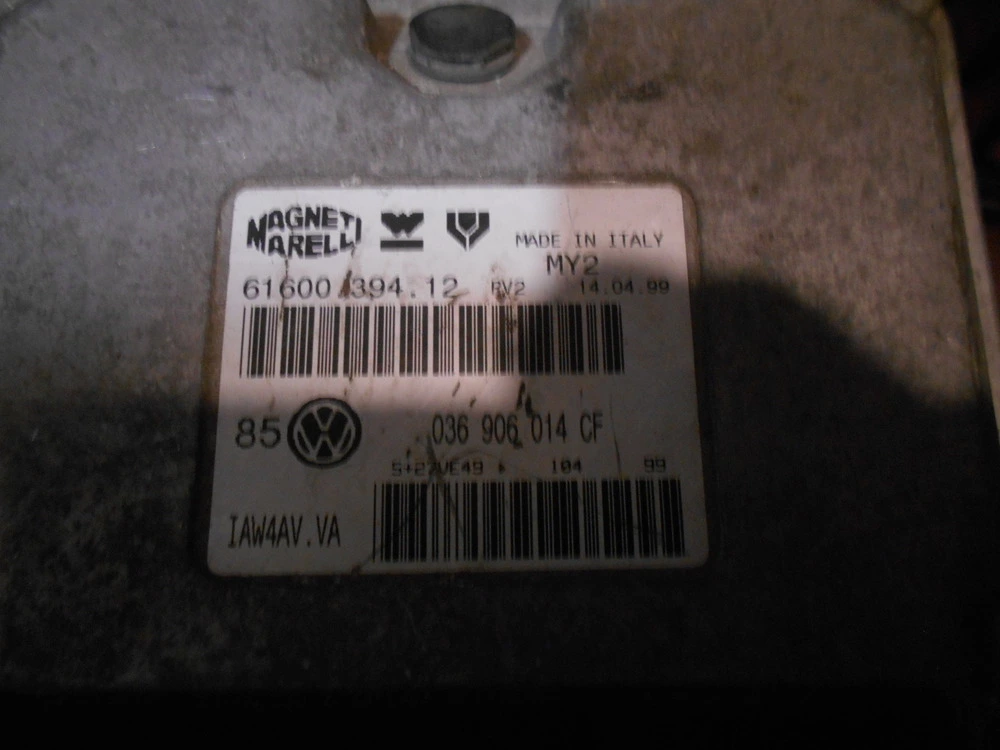 MAGNETI
MARELLI
MADE IN ITALY
MY2
61600 394.12 RV2 14.04.99
85 036 906 014 CF
104 99
IAW4AV.VA